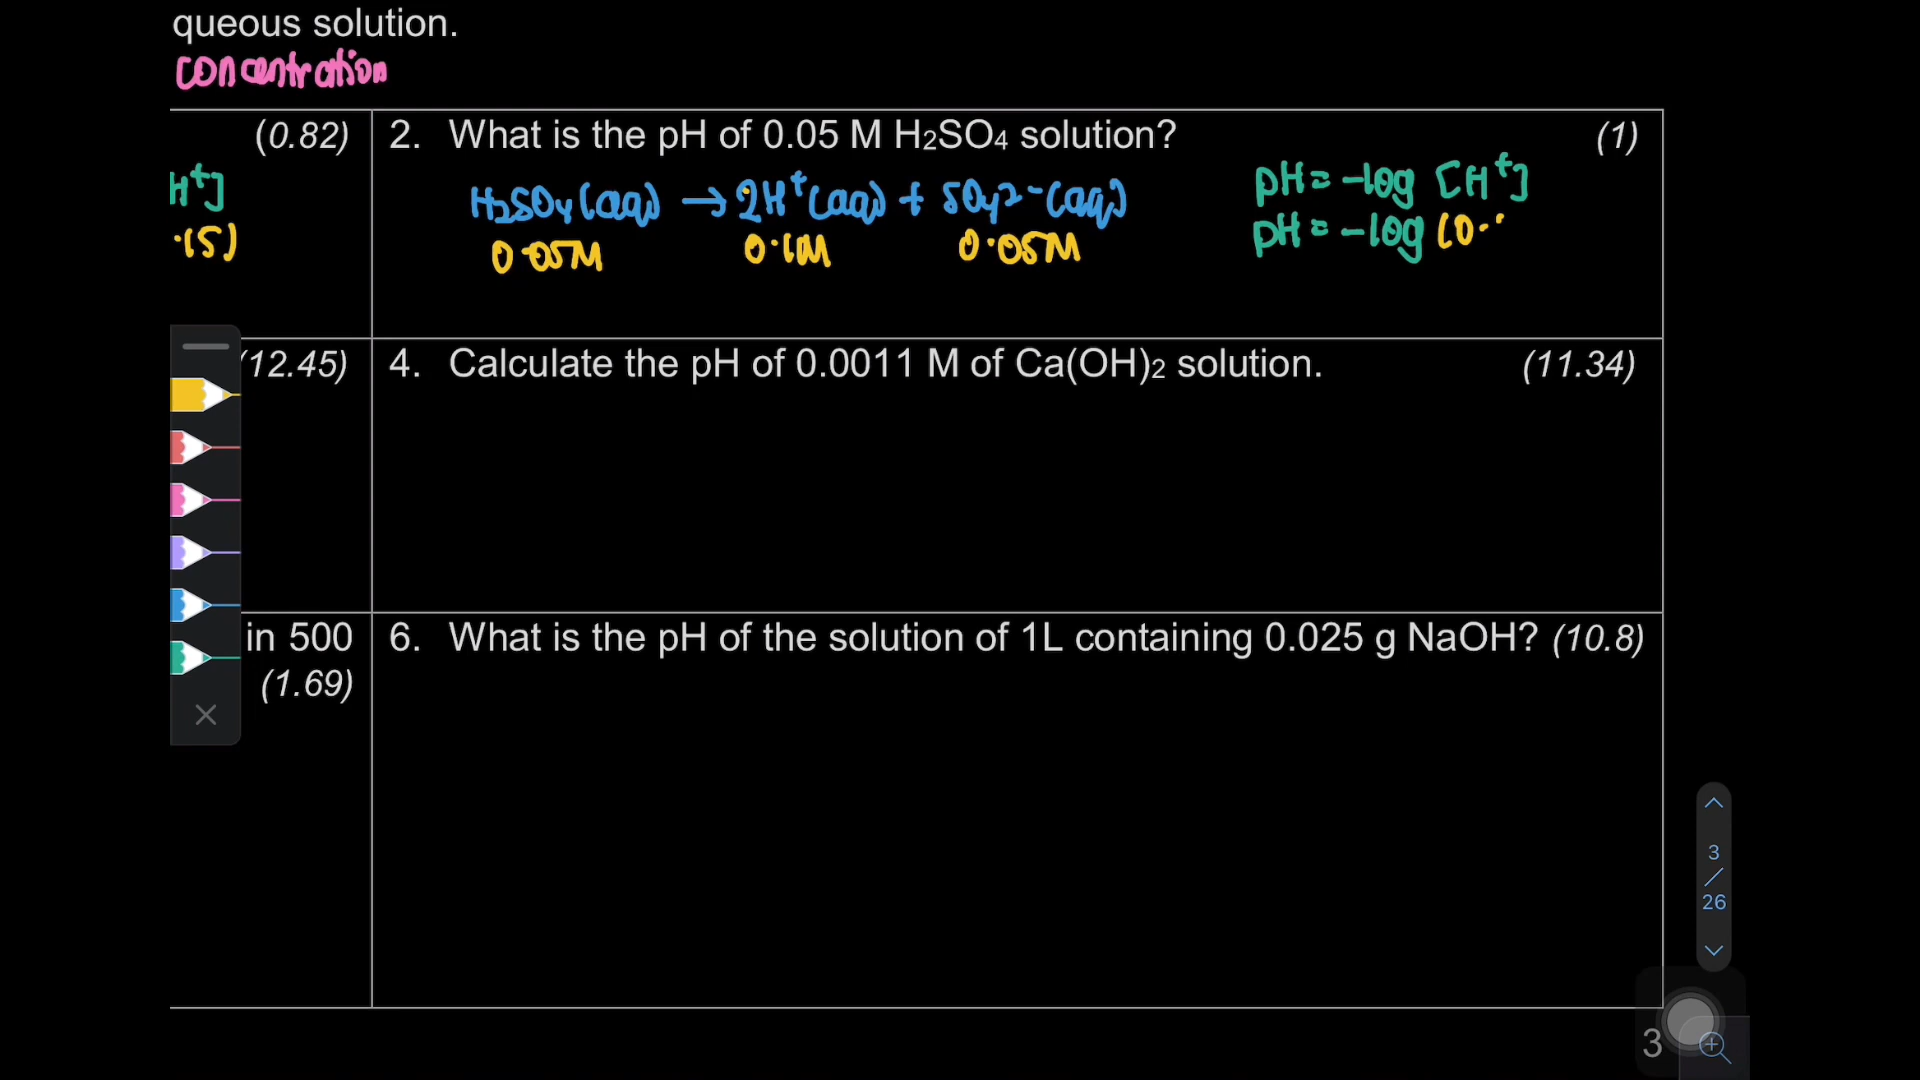 queous solution.
concentration
(0.82)
H⁺]
.15)
2. What is the pH of 0.05 M H₂SO₄ solution? (1)
H₂SO₄(aq) → 2H⁺(aq) + SO₄²⁻(aq)
0.05M 0.1M 0.05M
pH = -log [H⁺]
pH = -log (0.
(12.45)
4. Calculate the pH of 0.0011 M of Ca(OH)₂ solution. (11.34)
in 500
(1.69)
6. What is the pH of the solution of 1L containing 0.025 g NaOH? (10.8)
3
/
26
3